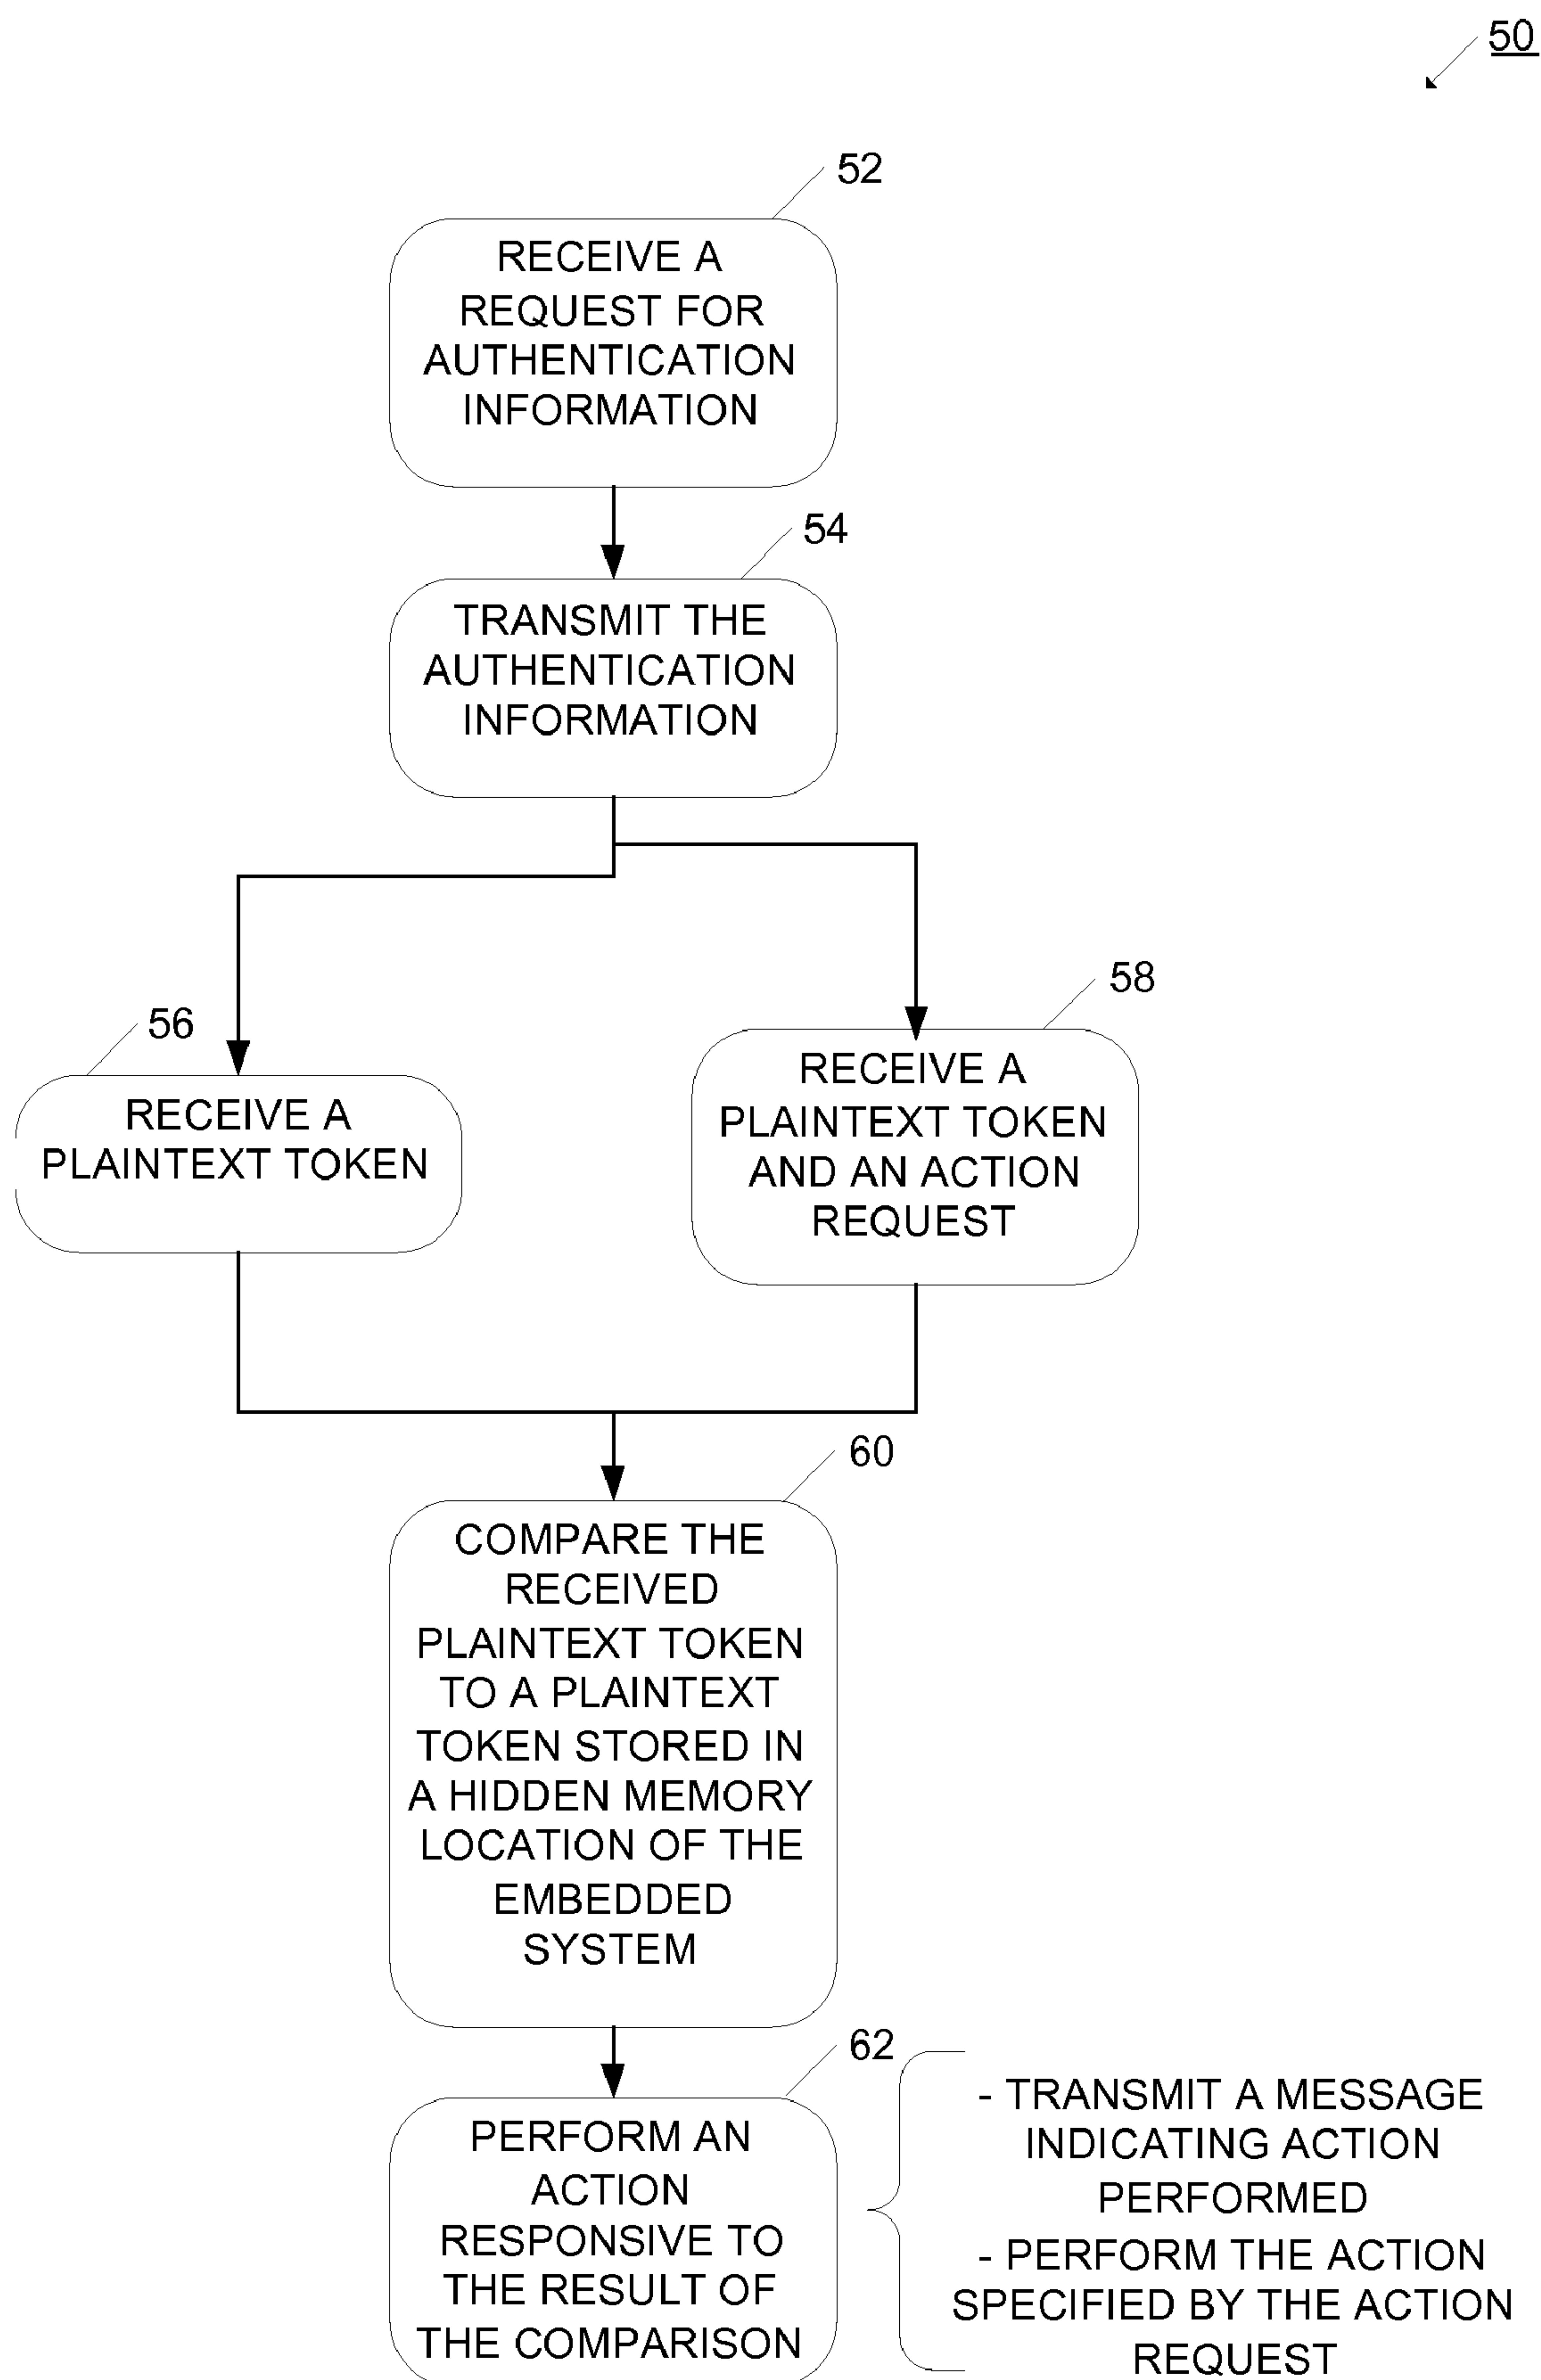 50
52
RECEIVE A
REQUEST FOR
AUTHENTICATION
INFORMATION
54
TRANSMIT THE
AUTHENTICATION
INFORMATION
56
RECEIVE A
PLAINTEXT TOKEN
58
RECEIVE A
PLAINTEXT TOKEN
AND AN ACTION
REQUEST
60
COMPARE THE
RECEIVED
PLAINTEXT TOKEN
TO A PLAINTEXT
TOKEN STORED IN
A HIDDEN MEMORY
LOCATION OF THE
EMBEDDED
SYSTEM
62
PERFORM AN
ACTION
RESPONSIVE TO
THE RESULT OF
THE COMPARISON
- TRANSMIT A MESSAGE
INDICATING ACTION
PERFORMED
- PERFORM THE ACTION
SPECIFIED BY THE ACTION
REQUEST